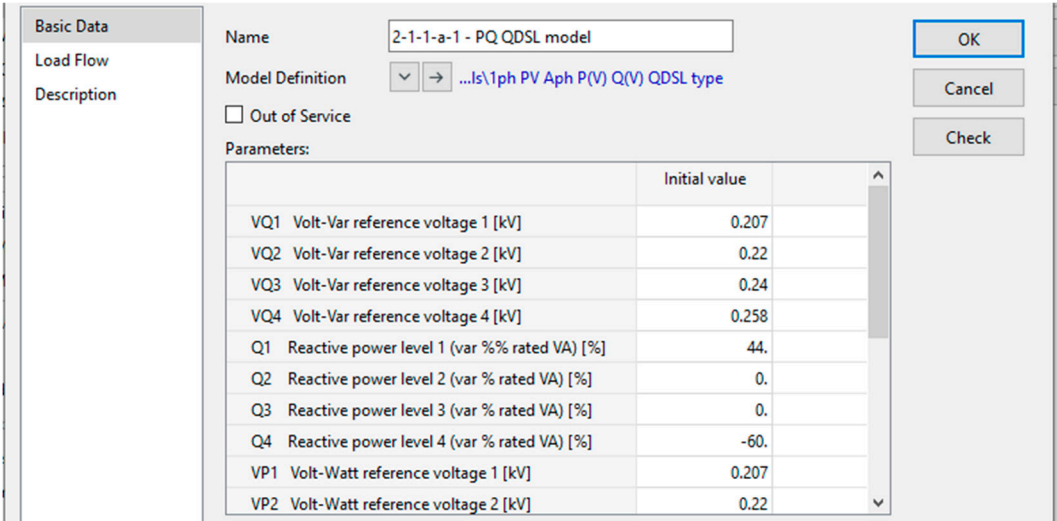 Basic Data
Load Flow
Description
Name 2-1-1-a-1 - PQ QDSL model
Model Definition → ...ls\1ph PV Aph P(V) Q(V) QDSL type
Out of Service
Parameters:
Initial value
VQ1 Volt-Var reference voltage 1 [kV] 0.207
VQ2 Volt-Var reference voltage 2 [kV] 0.22
VQ3 Volt-Var reference voltage 3 [kV] 0.24
VQ4 Volt-Var reference voltage 4 [kV] 0.258
Q1 Reactive power level 1 (var %% rated VA) [%] 44.
Q2 Reactive power level 2 (var % rated VA) [%] 0.
Q3 Reactive power level 3 (var % rated VA) [%] 0.
Q4 Reactive power level 4 (var % rated VA) [%] -60.
VP1 Volt-Watt reference voltage 1 [kV] 0.207
VP2 Volt-Watt reference voltage 2 [kV] 0.22
OK
Cancel
Check